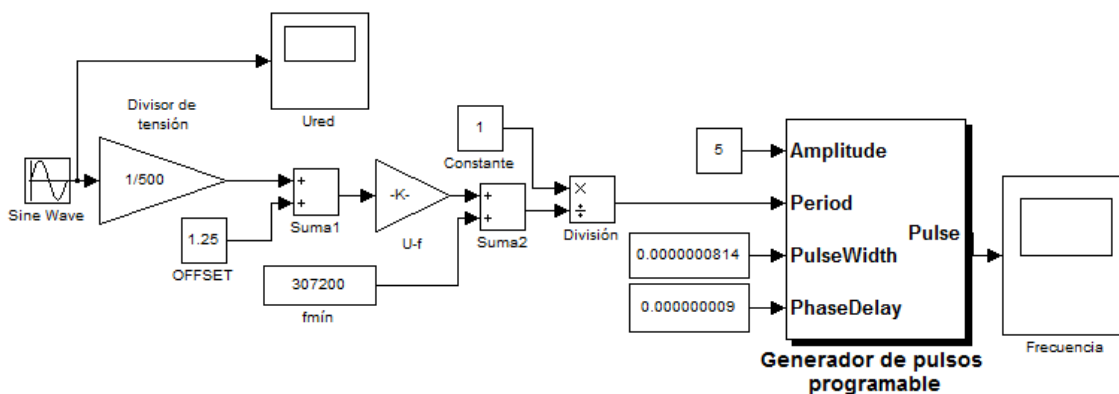 Divisor de
tensión
Ured
1
Constante
5
Amplitude
1/500
Sine Wave
+
+
Suma1
-K-
U-f
+
+
Suma2
×
÷
División
Period
Pulse
1.25
OFFSET
307200
fmín
0.0000000814
PulseWidth
0.000000009
PhaseDelay
Frecuencia
Generador de pulsos
programable